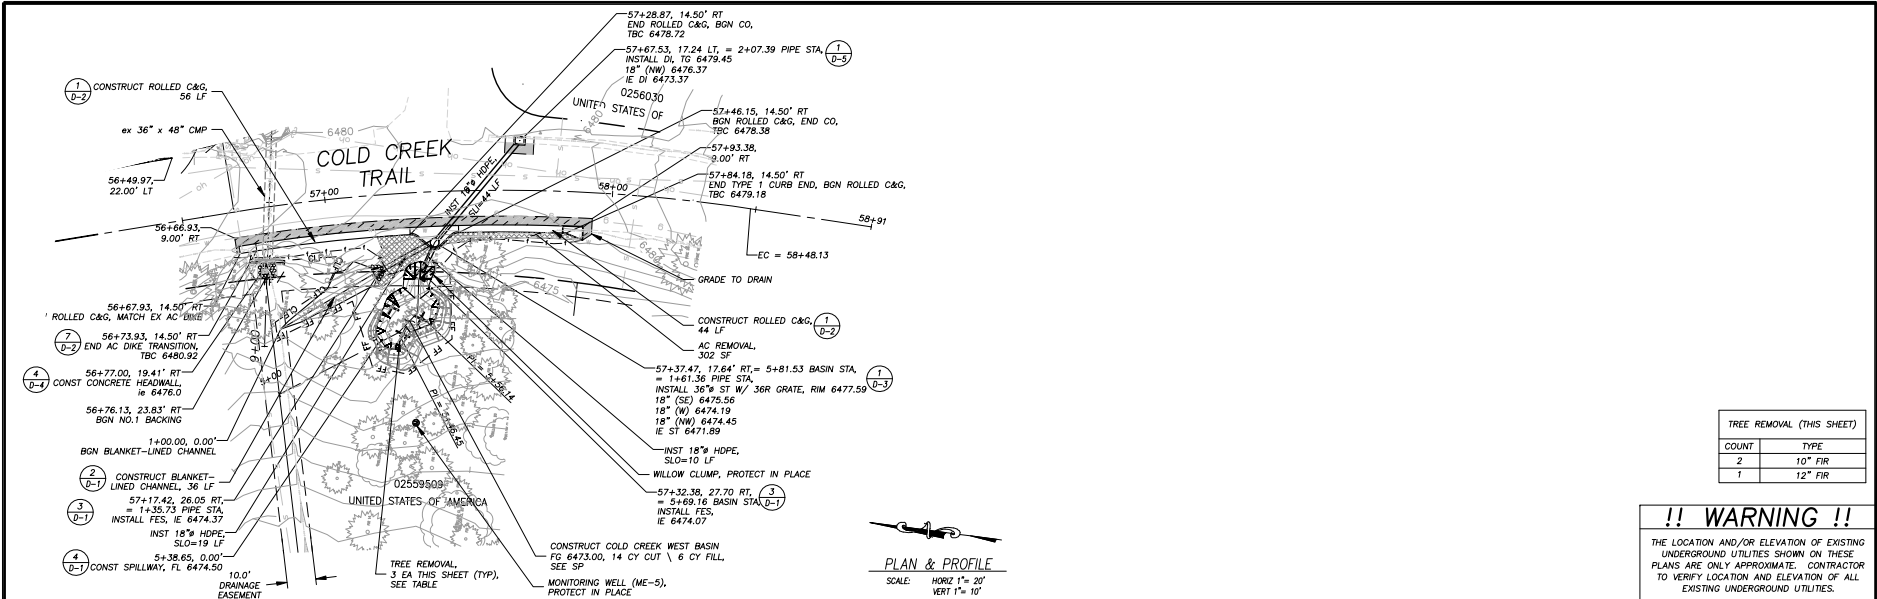 57+28.87, 14.50' RT
END ROLLED C&G, BGN CO,
TBC 6478.72
57+67.53, 17.24 LT, = 2+07.39 PIPE STA,
INSTALL DI, TG 6479.45
18" (NW) 6476.37
IE DI 6473.37
1
D-5
0256030
UNITED STATES OF
6480
1
D-2
CONSTRUCT ROLLED C&G,
56 LF
ex 36" x 48" CMP
6480
COLD CREEK
TRAIL
56+49.97,
22.00' LT
57+00
INST 18"ø HDPE,
SLO=44 LF
57+46.15, 14.50' RT
BGN ROLLED C&G, END CO,
TBC 6478.38
57+93.38,
9.00' RT
57+84.18, 14.50' RT
END TYPE 1 CURB END, BGN ROLLED C&G,
TBC 6479.18
58+00
58+91
56+66.93,
9.00' RT
EC = 58+48.13
GRADE TO DRAIN
6480
6475
56+67.93, 14.50' RT
ROLLED C&G, MATCH EX AC DIKE
7
D-2
56+73.93, 14.50' RT
END AC DIKE TRANSITION,
TBC 6480.92
4
D-4
56+77.00, 19.41' RT
CONST CONCRETE HEADWALL,
ie 6476.0
56+76.13, 23.83' RT
BGN NO.1 BACKING
1+00.00, 0.00'
BGN BLANKET-LINED CHANNEL
2
D-1
CONSTRUCT BLANKET-
LINED CHANNEL, 36 LF
3
D-1
57+17.42, 26.05 RT,
= 1+35.73 PIPE STA,
INSTALL FES, IE 6474.37
INST 18"ø HDPE,
SLO=19 LF
4
D-1
5+38.65, 0.00'
CONST SPILLWAY, FL 6474.50
10.0'
DRAINAGE
EASEMENT
6+00
5+00
PI = 5+56.14
PI = 5+46.45
CONSTRUCT ROLLED C&G,
44 LF
1
D-2
AC REMOVAL,
302 SF
57+37.47, 17.64' RT,= 5+81.53 BASIN STA,
= 1+61.36 PIPE STA,
INSTALL 36"ø ST W/ 36R GRATE, RIM 6477.59
18" (SE) 6475.56
18" (W) 6474.19
18" (NW) 6474.45
IE ST 6471.89
1
D-3
INST 18"ø HDPE,
SLO=10 LF
WILLOW CLUMP, PROTECT IN PLACE
57+32.38, 27.70 RT,
= 5+69.16 BASIN STA,
INSTALL FES,
IE 6474.07
3
D-1
02559509
UNITED STATES OF AMERICA
TREE REMOVAL,
3 EA THIS SHEET (TYP),
SEE TABLE
CONSTRUCT COLD CREEK WEST BASIN
FG 6473.00, 14 CY CUT \ 6 CY FILL,
SEE SP
MONITORING WELL (ME-5),
PROTECT IN PLACE
PLAN & PROFILE
SCALE: HORIZ 1"= 20'
VERT 1"= 10'
TREE REMOVAL (THIS SHEET)
COUNT TYPE
2 10" FIR
1 12" FIR
!! WARNING !!
THE LOCATION AND/OR ELEVATION OF EXISTING
UNDERGROUND UTILITIES SHOWN ON THESE
PLANS ARE ONLY APPROXIMATE. CONTRACTOR
TO VERIFY LOCATION AND ELEVATION OF ALL
EXISTING UNDERGROUND UTILITIES.